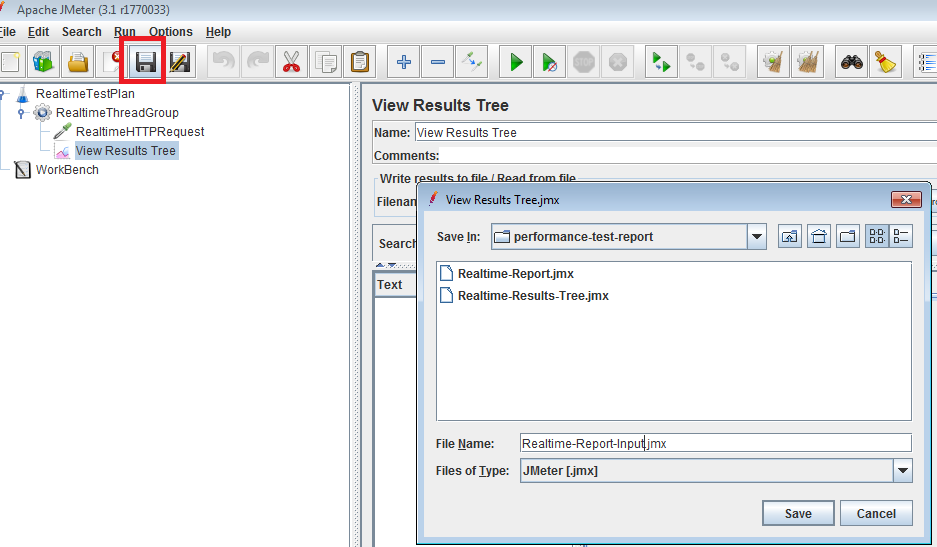 Apache JMeter (3.1 r1770033)
File Edit Search Run Options Help
STOP
RealtimeTestPlan
RealtimeThreadGroup
RealtimeHTTPRequest
View Results Tree
WorkBench
View Results Tree
Name: View Results Tree
Comments:
Write results to file / Read from file
Filenam
Search
Text
View Results Tree.jmx
Save In: performance-test-report
Realtime-Report.jmx
Realtime-Results-Tree.jmx
File Name: Realtime-Report-Input.jmx
Files of Type: JMeter [.jmx]
Save Cancel